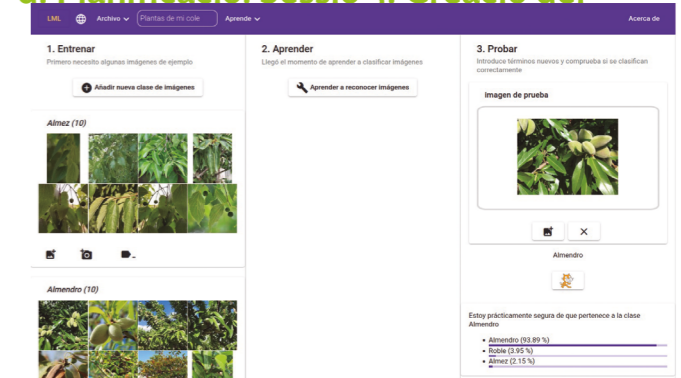 LML
Archivo
Plantas de mi cole
Aprende
Acerca de
1. Entrenar
Primero necesito algunas imágenes de ejemplo
Añadir nueva clase de imágenes
Almez (10)
Almendro (10)
2. Aprender
Llegó el momento de aprender a clasificar imágenes
Aprender a reconocer imágenes
3. Probar
Introduce términos nuevos y comprueba si se clasifican
correctamente
Imagen de prueba
Almendro
Estoy prácticamente segura de que pertenece a la clase
Almendro
Almendro (93.89 %)
Roble (3.95 %)
Almez (2.15 %)